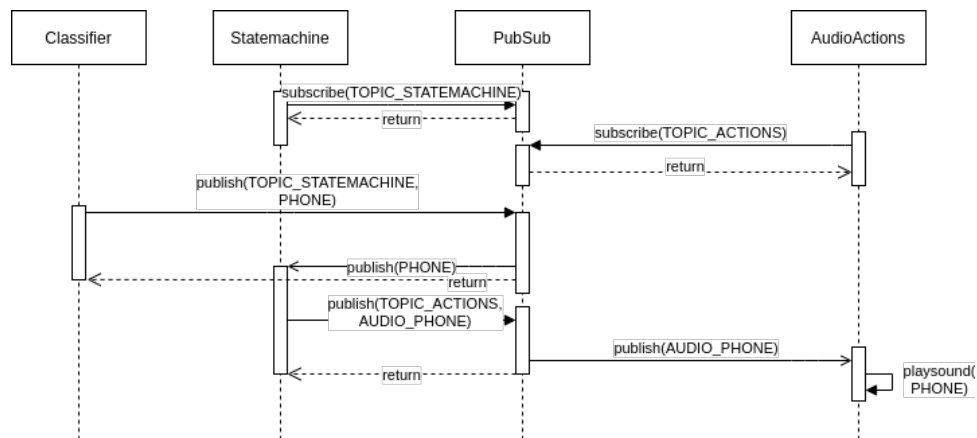 Classifier
Statemachine
PubSub
AudioActions
subscribe(TOPIC_STATEMACHINE)
return
subscribe(TOPIC_ACTIONS)
return
publish(TOPIC_STATEMACHINE,
PHONE)
publish(PHONE)
return
publish(TOPIC_ACTIONS,
AUDIO_PHONE)
publish(AUDIO_PHONE)
return
playsound(
PHONE)